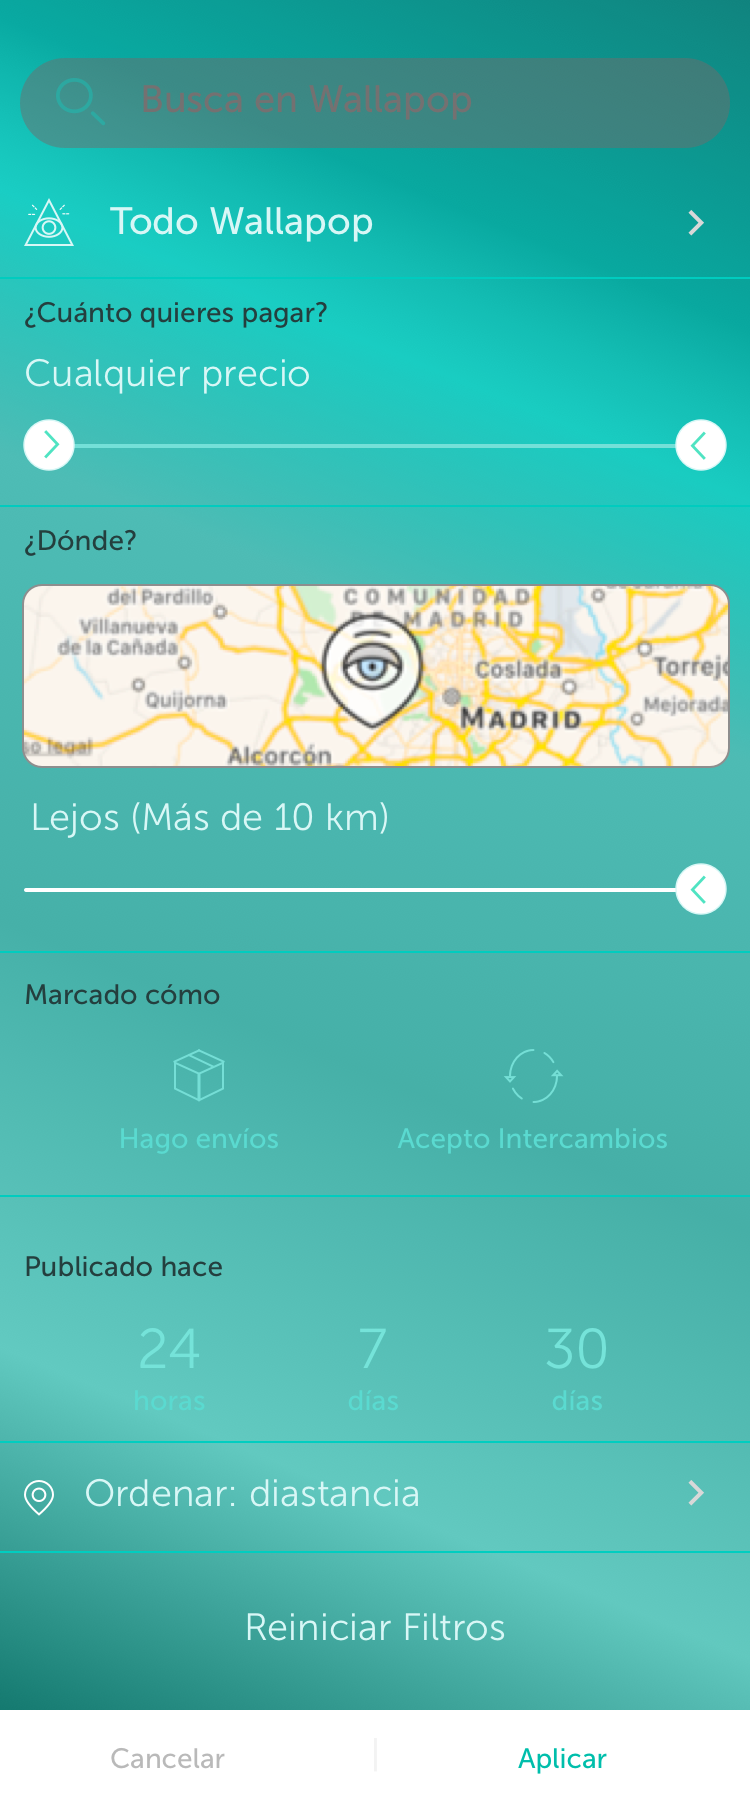 Busca en Wallapop
Todo Wallapop
¿Cuánto quieres pagar?
Cualquier precio
¿Dónde?
del Pardillo
COMUNIDAD
DE MADRID
Villanueva
de la Cañada
Coslada
Torrejo
Quijorna
Mejorada
MADRID
so legal
Alcorcón
Lejos (Más de 10 km)
Marcado cómo
Hago envíos
Acepto Intercambios
Publicado hace
24 7 30
horas días días
Ordenar: diastancia
Reiniciar Filtros
Cancelar Aplicar